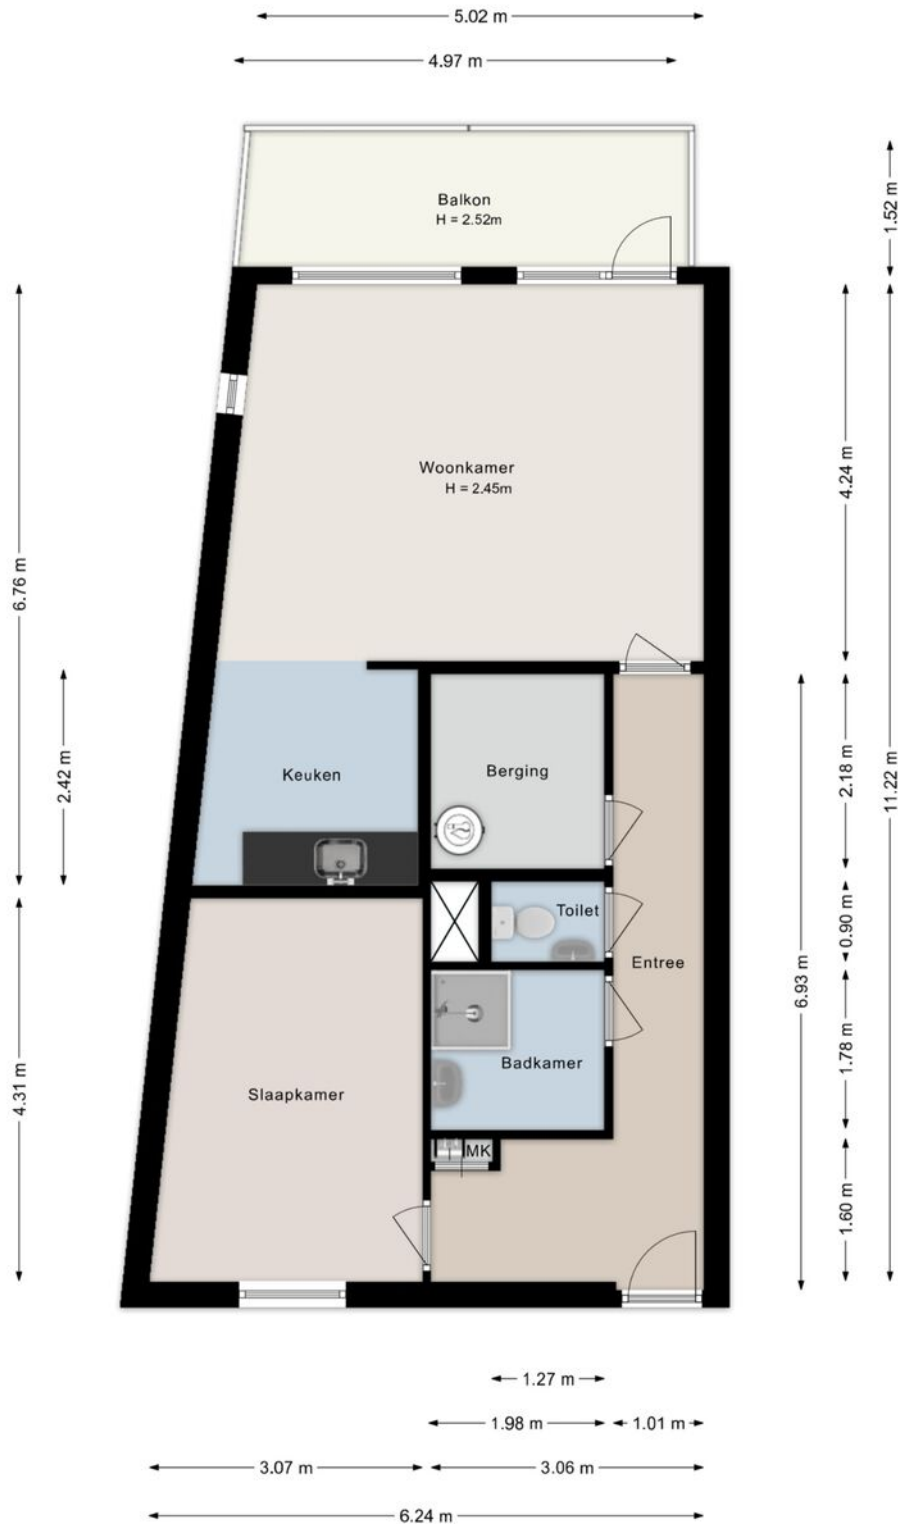 5.02 m
4.97 m
Balkon
H = 2.52m
1.52 m
Woonkamer
H = 2.45m
4.24 m
6.76 m
2.42 m
Keuken
Berging
2.18 m
11.22 m
Toilet
0.90 m
Entree
6.93 m
Badkamer
1.78 m
Slaapkamer
4.31 m
MK
1.60 m
1.27 m
1.98 m
1.01 m
3.07 m
3.06 m
6.24 m